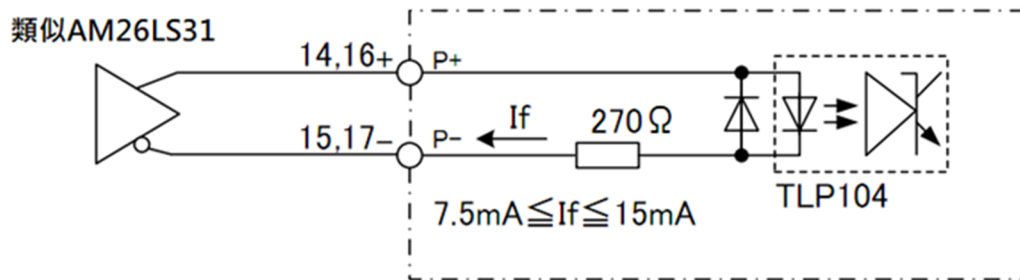 類似AM26LS31
14,16+
P+
15,17-
P-
If
270Ω
7.5mA≦If≦15mA
TLP104